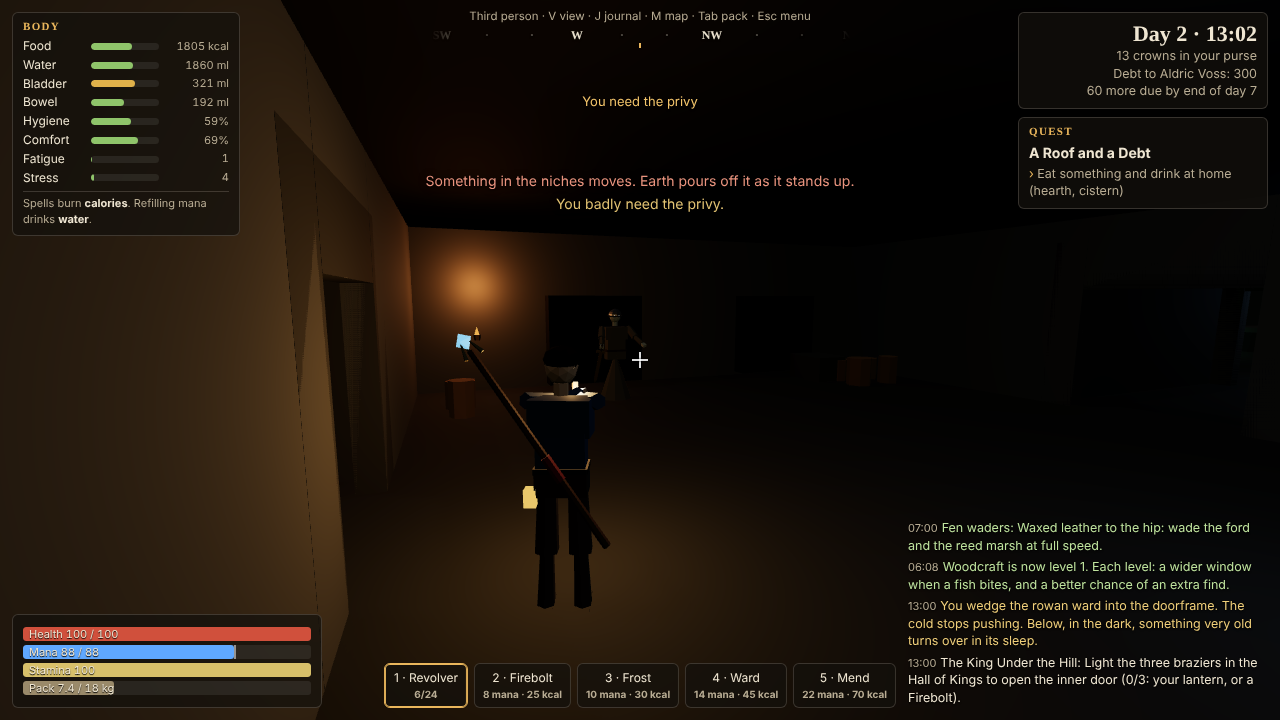 BODY
Food 1805 kcal
Water 1860 ml
Bladder 321 ml
Bowel 192 ml
Hygiene 59%
Comfort 69%
Fatigue 1
Stress 4
Spells burn calories. Refilling mana
drinks water.
Third person · V view · J journal · M map · Tab pack · Esc menu
SW · · W · · NW · ·
You need the privy
Something in the niches moves. Earth pours off it as it stands up.
You badly need the privy.
Day 2 · 13:02
13 crowns in your purse
Debt to Aldric Voss: 300
60 more due by end of day 7
QUEST
A Roof and a Debt
› Eat something and drink at home
(hearth, cistern)
07:00 Fen waders: Waxed leather to the hip: wade the ford
and the reed marsh at full speed.
06:08 Woodcraft is now level 1. Each level: a wider window
when a fish bites, and a better chance of an extra find.
13:00 You wedge the rowan ward into the doorframe. The
cold stops pushing. Below, in the dark, something very old
turns over in its sleep.
13:00 The King Under the Hill: Light the three braziers in the
Hall of Kings to open the inner door (0/3: your lantern, or a
Firebolt).
Health 100 / 100
Mana 88 / 88
Stamina 100
Pack 7.4 / 18 kg
1 · Revolver
6/24
2 · Firebolt
8 mana · 25 kcal
3 · Frost
10 mana · 30 kcal
4 · Ward
14 mana · 45 kcal
5 · Mend
22 mana · 70 kcal